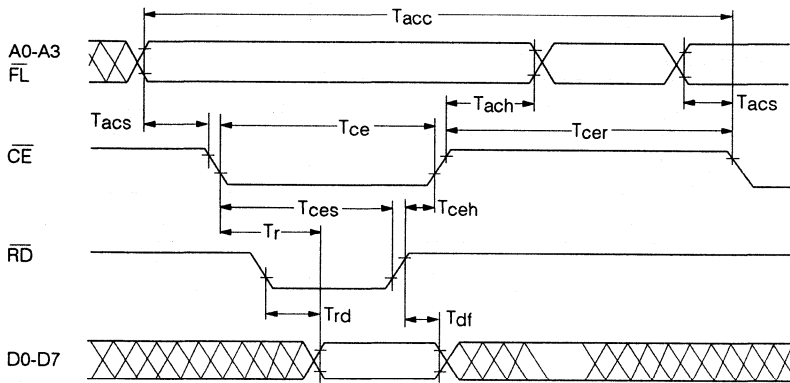 Tacc
A0-A3
FL
Tach
Tacs
Tacs
Tce
Tcer
CE
Tces
Tceh
Tr
RD
Trd
Tdf
D0-D7